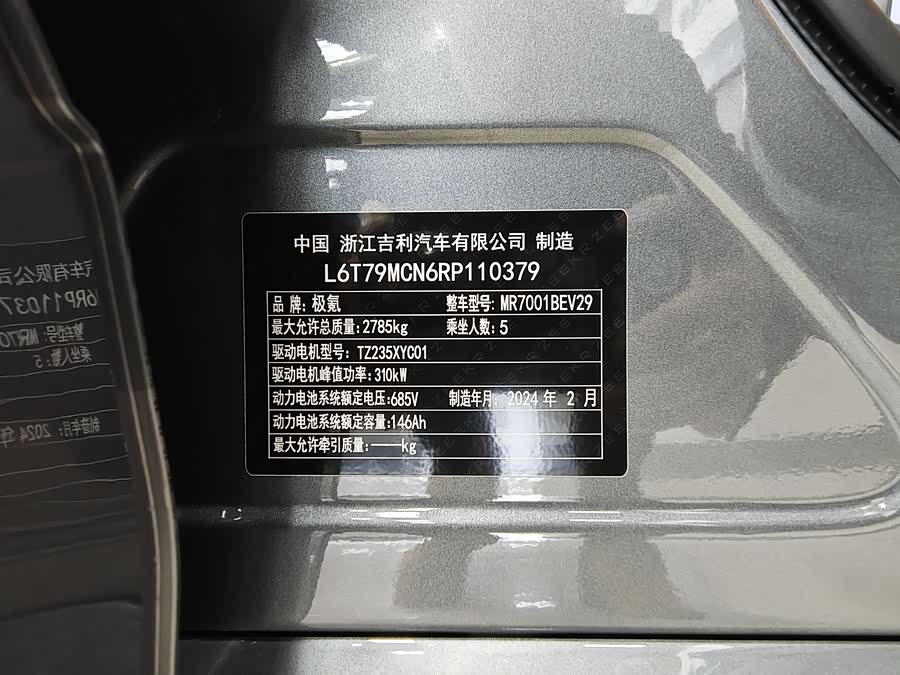 中国 浙江吉利汽车有限公司 制造
L6T79MCN6RP110379
品 牌: 极氪 整车型号: MR7001BEV29
最大允许总质量: 2785kg 乘坐人数: 5
驱动电机型号: TZ235XYC01
驱动电机峰值功率: 310kW
动力电池系统额定电压: 685V 制造年月: 2024 年 2 月
动力电池系统额定容量: 146Ah
最大允许牵引质量: ——kg